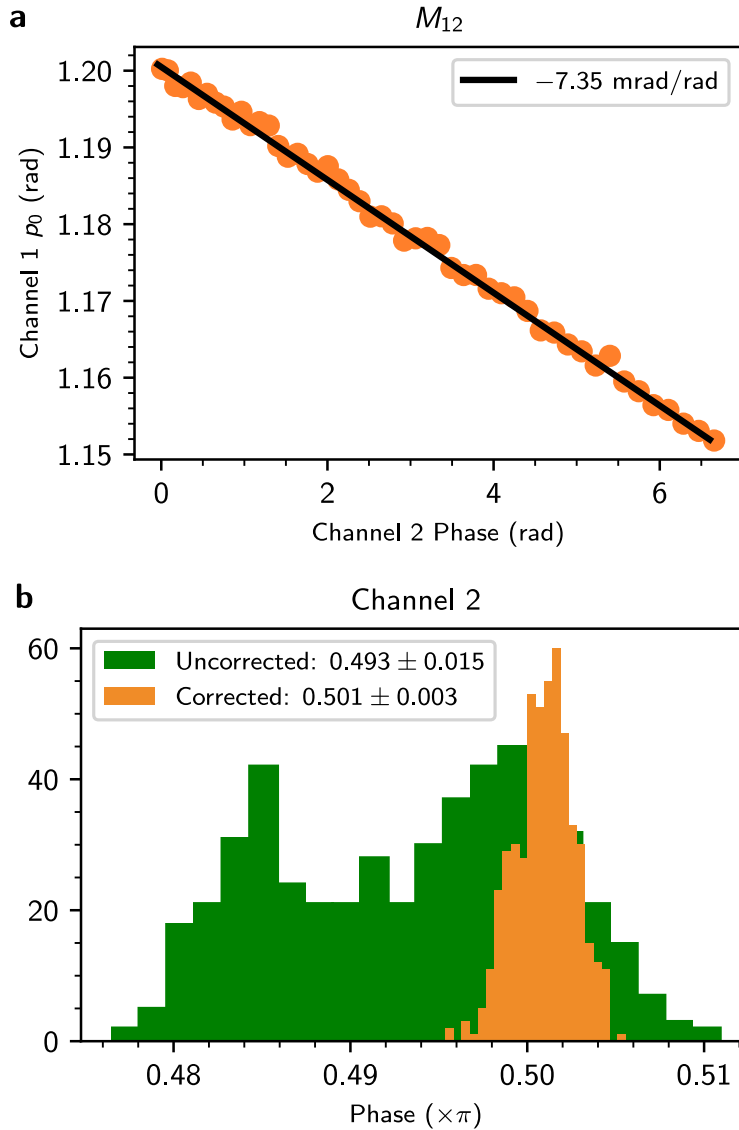 a
M12
1.20
1.19
1.18
1.17
1.16
1.15
Channel 1 p0 (rad)
−7.35 mrad/rad
0 2 4 6
Channel 2 Phase (rad)
b
Channel 2
60
40
20
0
Uncorrected: 0.493 ± 0.015
Corrected: 0.501 ± 0.003
0.48 0.49 0.50 0.51
Phase (×π)